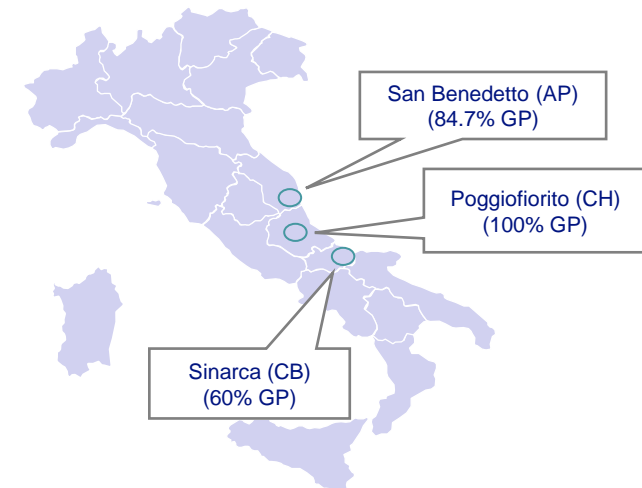 San Benedetto (AP)
(84.7% GP)
Poggiofiorito (CH)
(100% GP)
Sinarca (CB)
(60% GP)